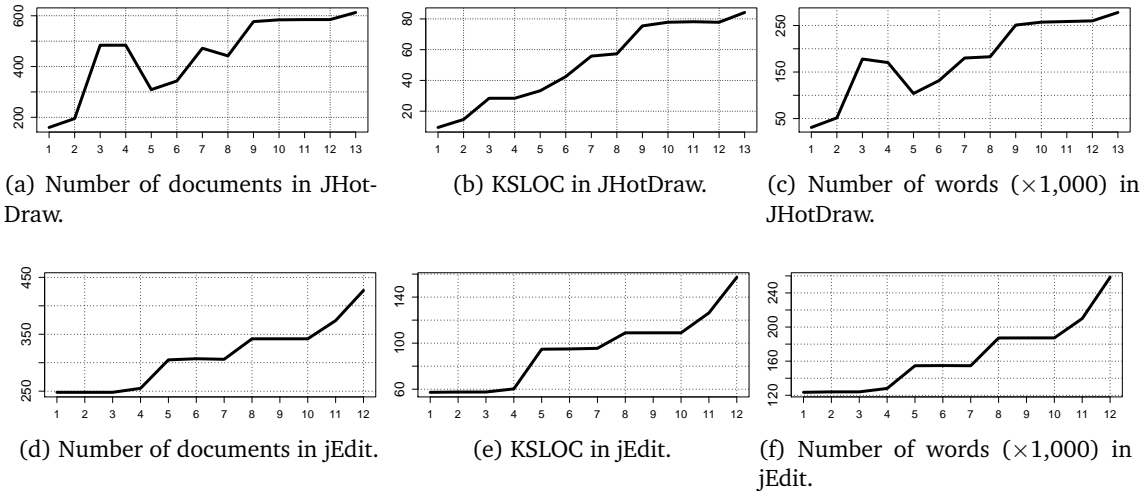 200 400 600
1 2 3 4 5 6 7 8 9 10 11 12 13
(a) Number of documents in JHot-
Draw.
20 40 60 80
1 2 3 4 5 6 7 8 9 10 11 12 13
(b) KSLOC in JHotDraw.
50 150 250
1 2 3 4 5 6 7 8 9 10 11 12 13
(c) Number of words (×1,000) in
JHotDraw.
250 350 450
1 2 3 4 5 6 7 8 9 10 11 12
(d) Number of documents in jEdit.
60 100 140
1 2 3 4 5 6 7 8 9 10 11 12
(e) KSLOC in jEdit.
120 160 200 240
1 2 3 4 5 6 7 8 9 10 11 12
(f) Number of words (×1,000) in
jEdit.